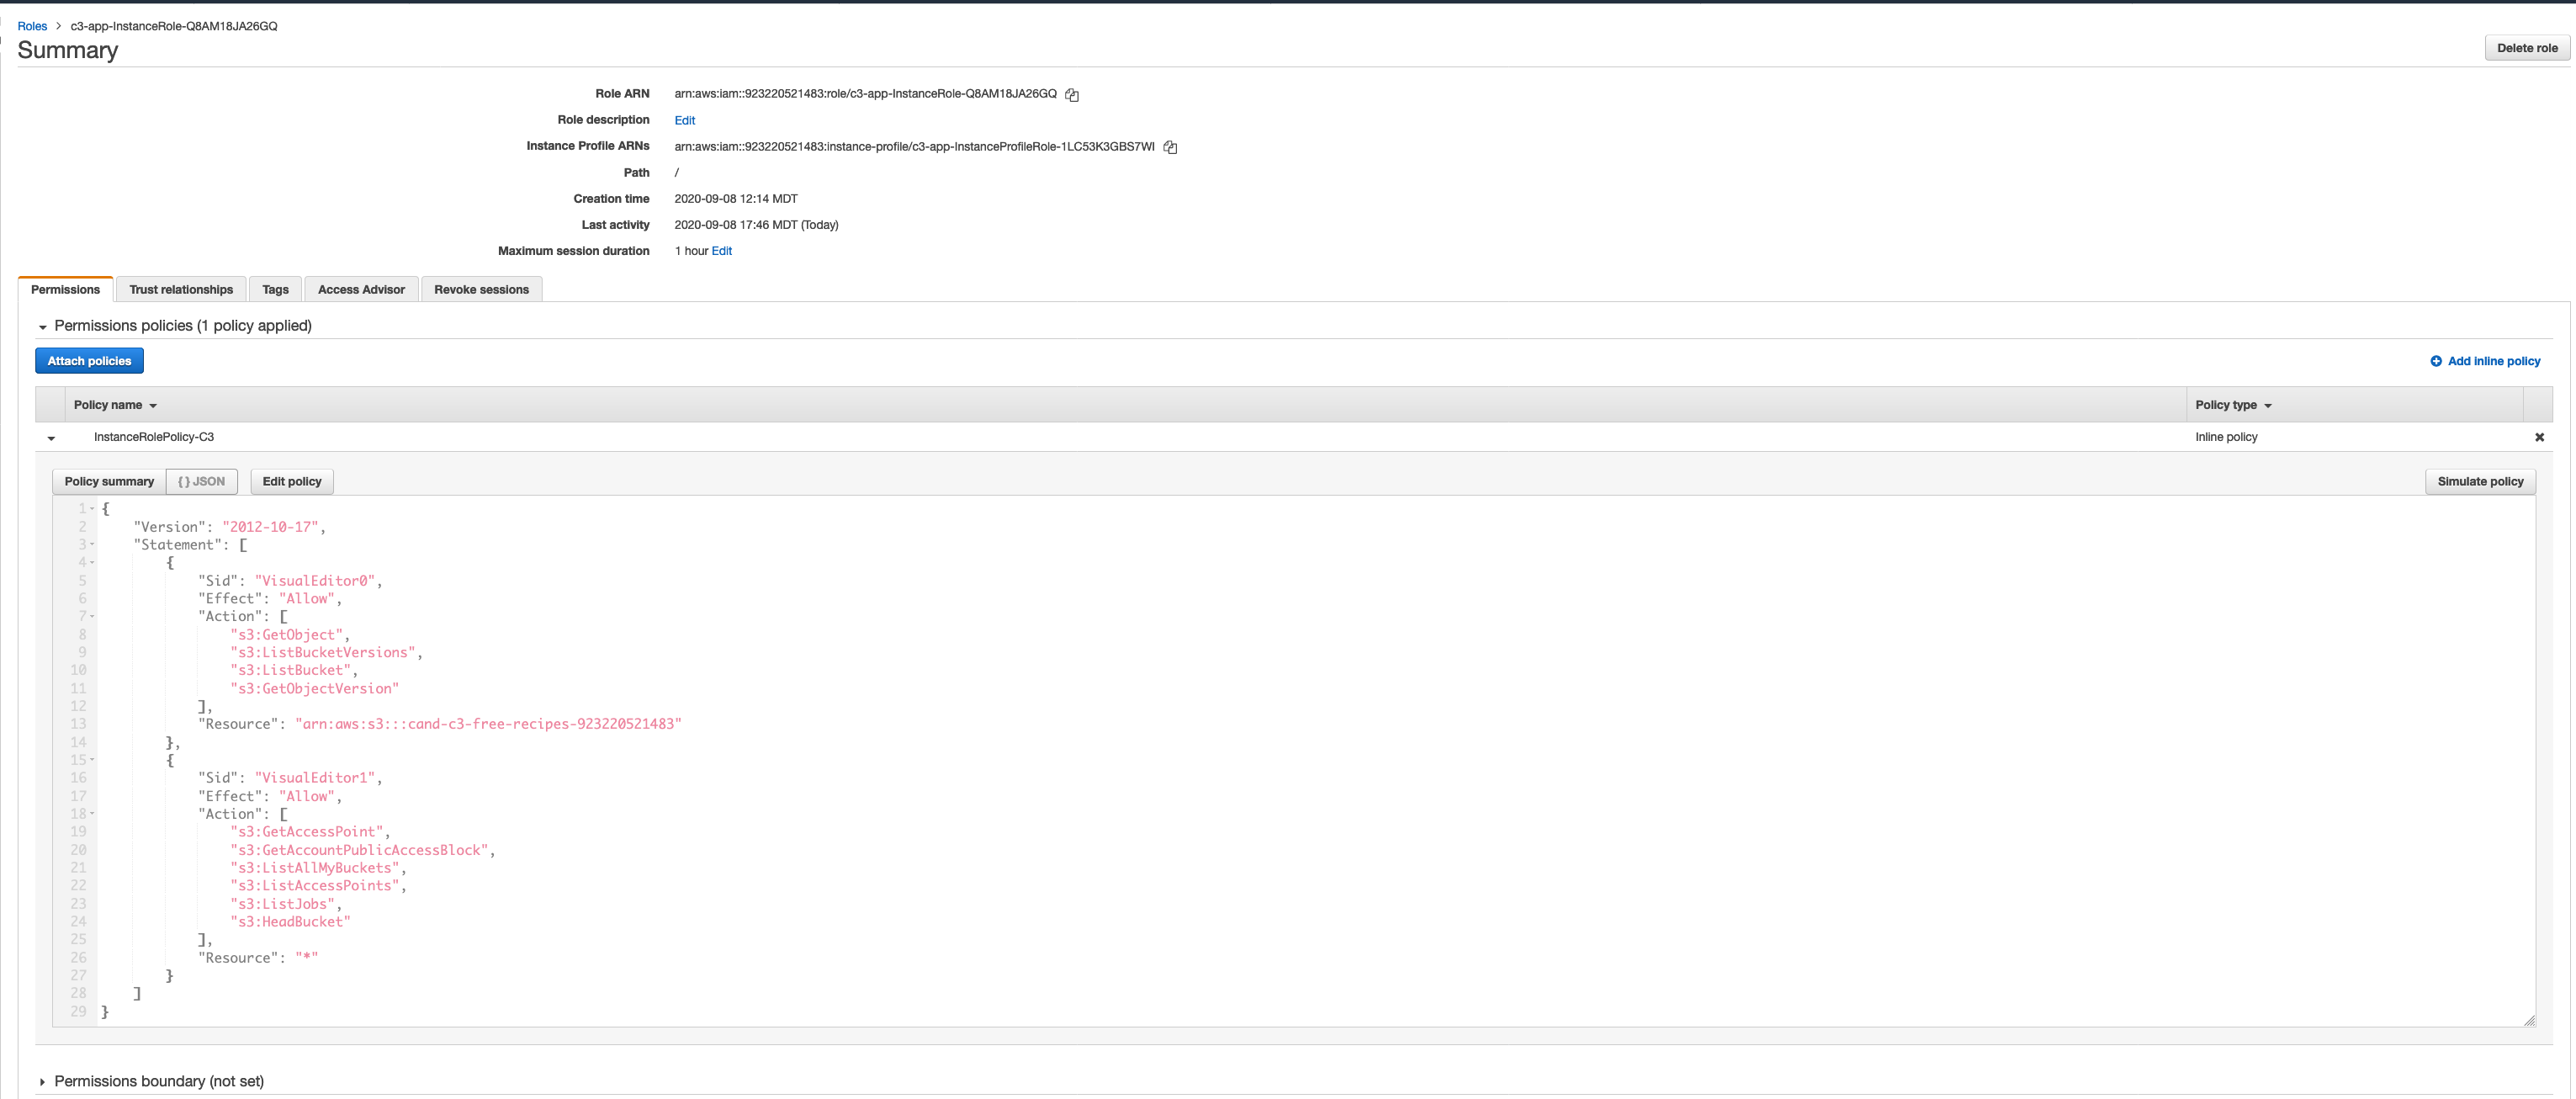 Roles > c3-app-InstanceRole-Q8AM18JA26GQ
Summary
Delete role
Role ARN arn:aws:iam::923220521483:role/c3-app-InstanceRole-Q8AM18JA26GQ
Role description Edit
Instance Profile ARNs arn:aws:iam::923220521483:instance-profile/c3-app-InstanceProfileRole-1LC53K3GBS7WI
Path /
Creation time 2020-09-08 12:14 MDT
Last activity 2020-09-08 17:46 MDT (Today)
Maximum session duration 1 hour Edit
Permissions Trust relationships Tags Access Advisor Revoke sessions
Permissions policies (1 policy applied)
Attach policies Add inline policy
Policy name Policy type
InstanceRolePolicy-C3 Inline policy
Policy summary { } JSON Edit policy Simulate policy
1 {
2 "Version": "2012-10-17",
3 "Statement": [
4 {
5 "Sid": "VisualEditor0",
6 "Effect": "Allow",
7 "Action": [
8 "s3:GetObject",
9 "s3:ListBucketVersions",
10 "s3:ListBucket",
11 "s3:GetObjectVersion"
12 ],
13 "Resource": "arn:aws:s3:::cand-c3-free-recipes-923220521483"
14 },
15 {
16 "Sid": "VisualEditor1",
17 "Effect": "Allow",
18 "Action": [
19 "s3:GetAccessPoint",
20 "s3:GetAccountPublicAccessBlock",
21 "s3:ListAllMyBuckets",
22 "s3:ListAccessPoints",
23 "s3:ListJobs",
24 "s3:HeadBucket"
25 ],
26 "Resource": "*"
27 }
28 ]
29 }
Permissions boundary (not set)